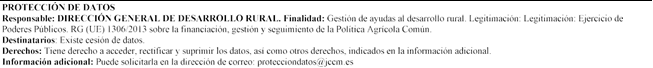 PROTECCIÓN DE DATOS
Responsable: DIRECCIÓN GENERAL DE DESARROLLO RURAL. Finalidad: Gestión de ayudas al desarrollo rural. Legitimación: Legitimación: Ejercicio de
Poderes Públicos. RG (UE) 1306/2013 sobre la financiación, gestión y seguimiento de la Política Agrícola Común.
Destinatarios: Existe cesión de datos.
Derechos: Tiene derecho a acceder, rectificar y suprimir los datos, así como otros derechos, indicados en la información adicional.
Información adicional: Puede solicitarla en la dirección de correo: protecciondatos@jccm.es